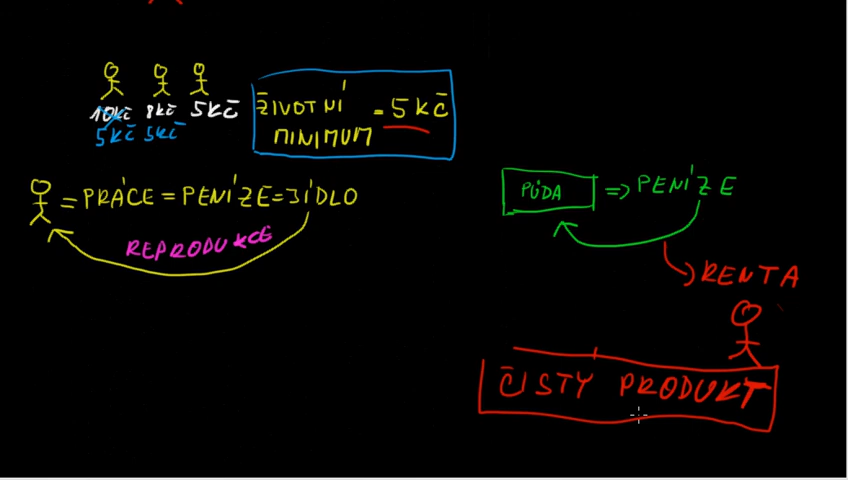 10Kč 8Kč 5Kč
5Kč 5Kč
ŽIVOTNÍ
MINIMUM = 5Kč
= PRÁCE = PENÍZE = JÍDLO
REPRODUKCE
PŮDA => PENÍZE
RENTA
ČISTÝ PRODUKT